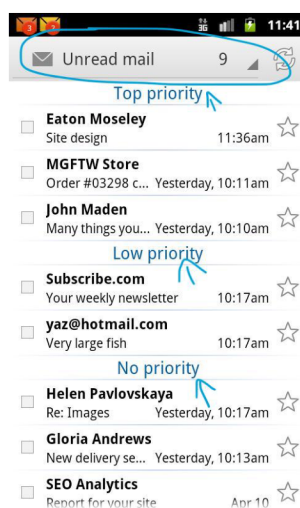 3 3 3G 11:41
Unread mail 9
Top priority
Eaton Moseley
Site design 11:36am
MGFTW Store
Order #03298 c... Yesterday, 10:11am
John Maden
Many things you... Yesterday, 10:10am
Low priority
Subscribe.com
Your weekly newsletter 10:17am
yaz@hotmail.com
Very large fish 10:17am
No priority
Helen Pavlovskaya
Re: Images Yesterday, 10:17am
Gloria Andrews
New delivery se... Yesterday, 10:13am
SEO Analytics
Report for your site Apr 10